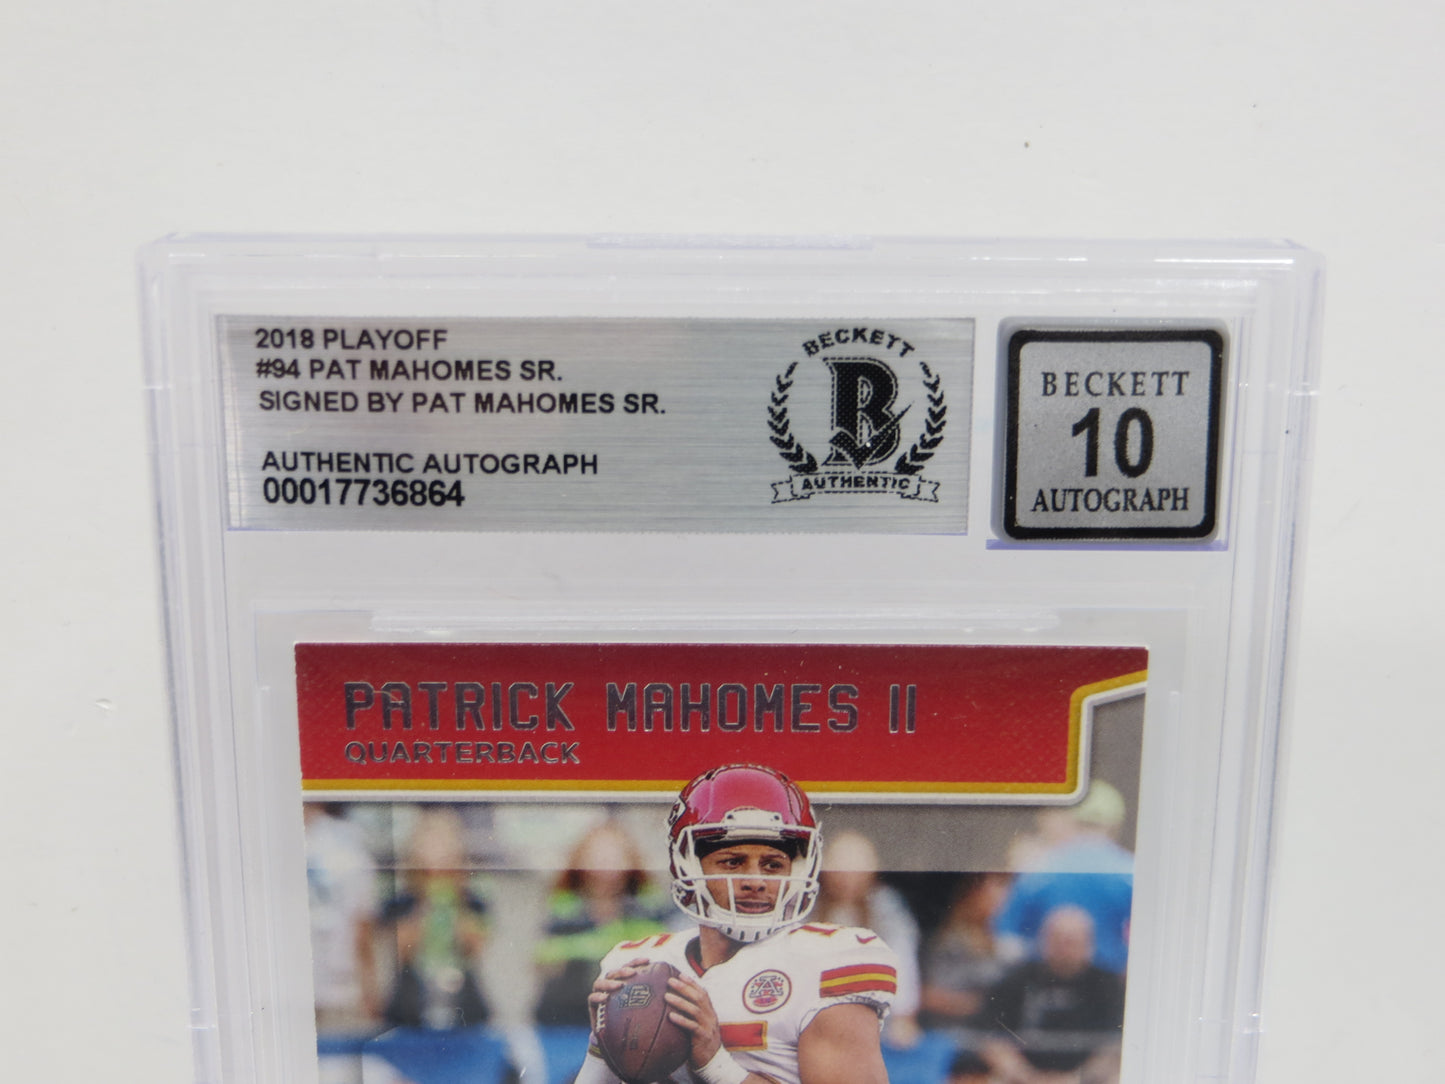 2018 PLAYOFF
#94 PAT MAHOMES SR.
SIGNED BY PAT MAHOMES SR.
AUTHENTIC AUTOGRAPH
00017736864
BECKETT
B
AUTHENTIC
BECKETT
10
AUTOGRAPH
PATRICK MAHOMES II
QUARTERBACK